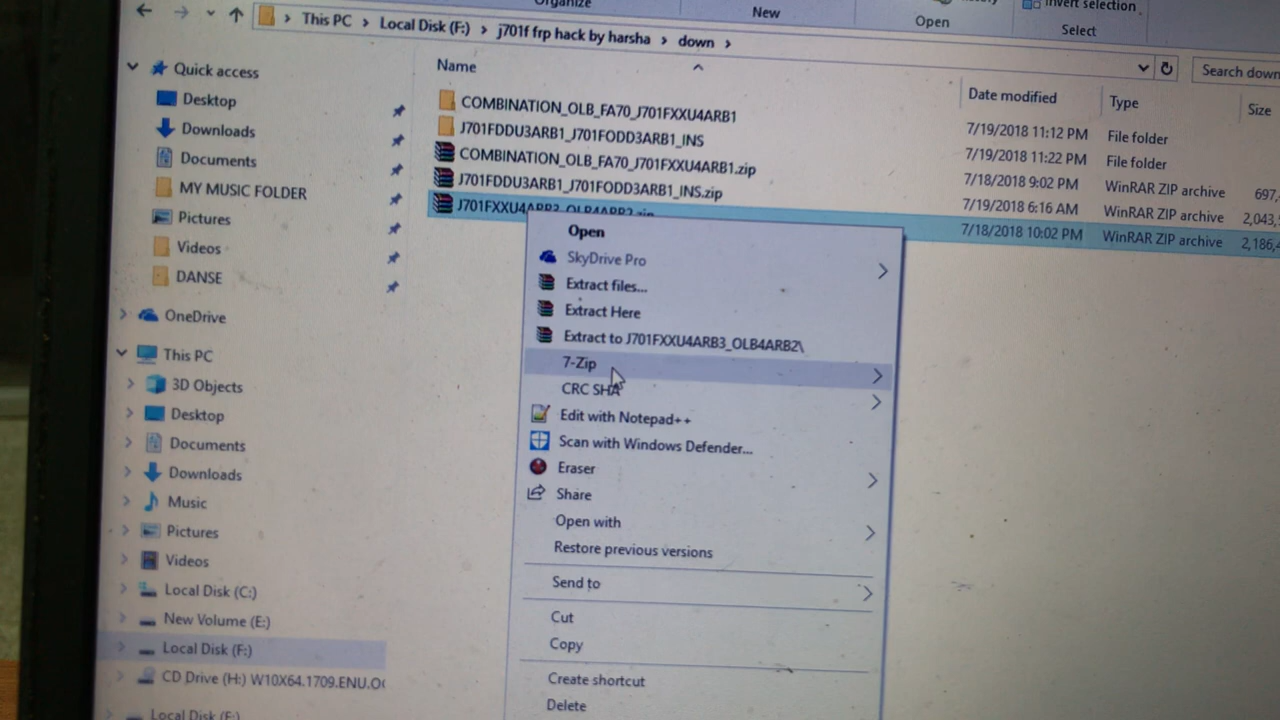 Organize
New
Open
Invert selection
Select
This PC > Local Disk (F:) > j701f frp hack by harsha > down >
Search down
Name
Date modified
Type
Size
COMBINATION_OLB_FA70_J701FXXU4ARB1
7/19/2018 11:12 PM
File folder
J701FDDU3ARB1_J701FODD3ARB1_INS
7/19/2018 11:22 PM
File folder
COMBINATION_OLB_FA70_J701FXXU4ARB1.zip
7/18/2018 9:02 PM
WinRAR ZIP archive
697,
J701FDDU3ARB1_J701FODD3ARB1_INS.zip
7/19/2018 6:16 AM
WinRAR ZIP archive
2,043,
7/18/2018 10:02 PM
WinRAR ZIP archive
2,186,4
Quick access
Desktop
Downloads
Documents
MY MUSIC FOLDER
Pictures
Videos
DANSE
OneDrive
This PC
3D Objects
Desktop
Documents
Downloads
Music
Pictures
Videos
Local Disk (C:)
New Volume (E:)
Local Disk (F:)
CD Drive (H:) W10X64.1709.ENU.O
Local Disk (F:)
Open
SkyDrive Pro
Extract files...
Extract Here
Extract to J701FXXU4ARB3_OLB4ARB2\
7-Zip
CRC SHA
Edit with Notepad++
Scan with Windows Defender...
Eraser
Share
Open with
Restore previous versions
Send to
Cut
Copy
Create shortcut
Delete